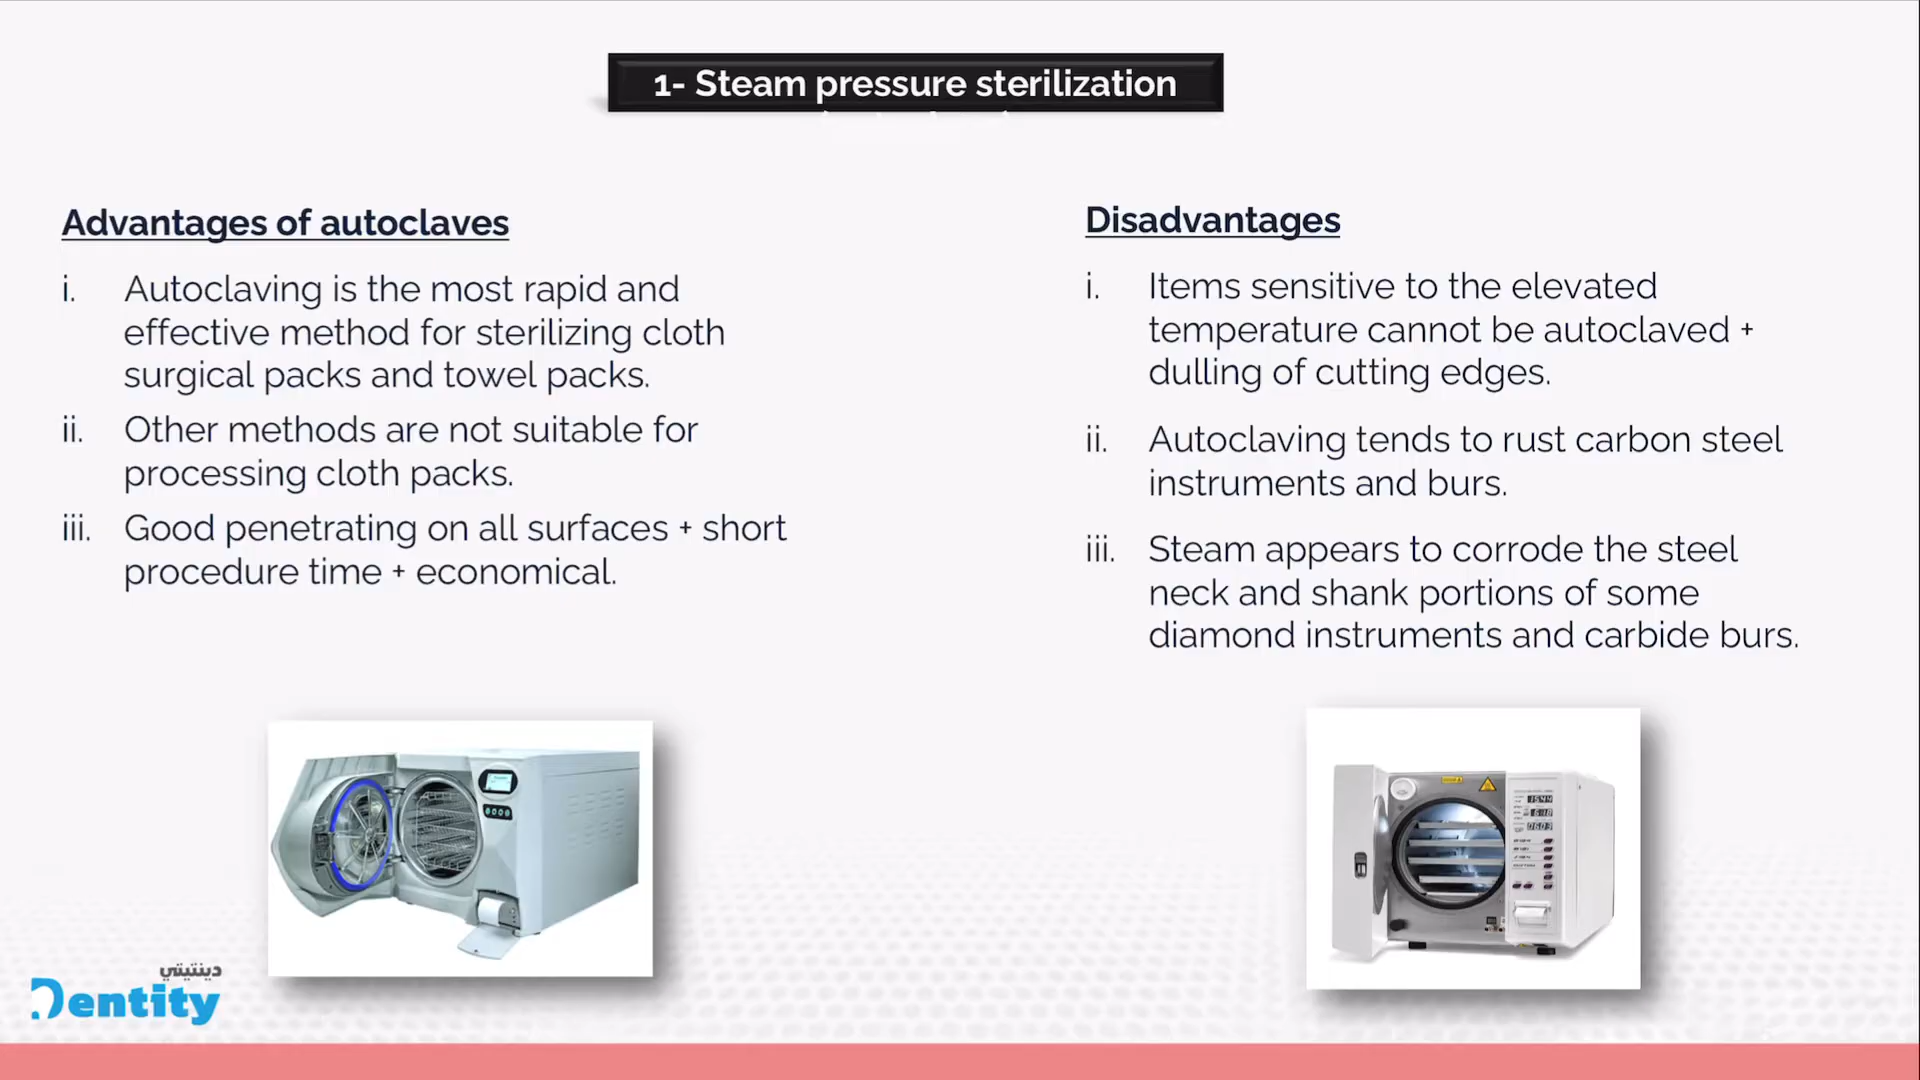 1- Steam pressure sterilization
Advantages of autoclaves
i. Autoclaving is the most rapid and
effective method for sterilizing cloth
surgical packs and towel packs.
ii. Other methods are not suitable for
processing cloth packs.
iii. Good penetrating on all surfaces + short
procedure time + economical.
Disadvantages
i. Items sensitive to the elevated
temperature cannot be autoclaved +
dulling of cutting edges.
ii. Autoclaving tends to rust carbon steel
instruments and burs.
iii. Steam appears to corrode the steel
neck and shank portions of some
diamond instruments and carbide burs.
دينتيتي
Dentity